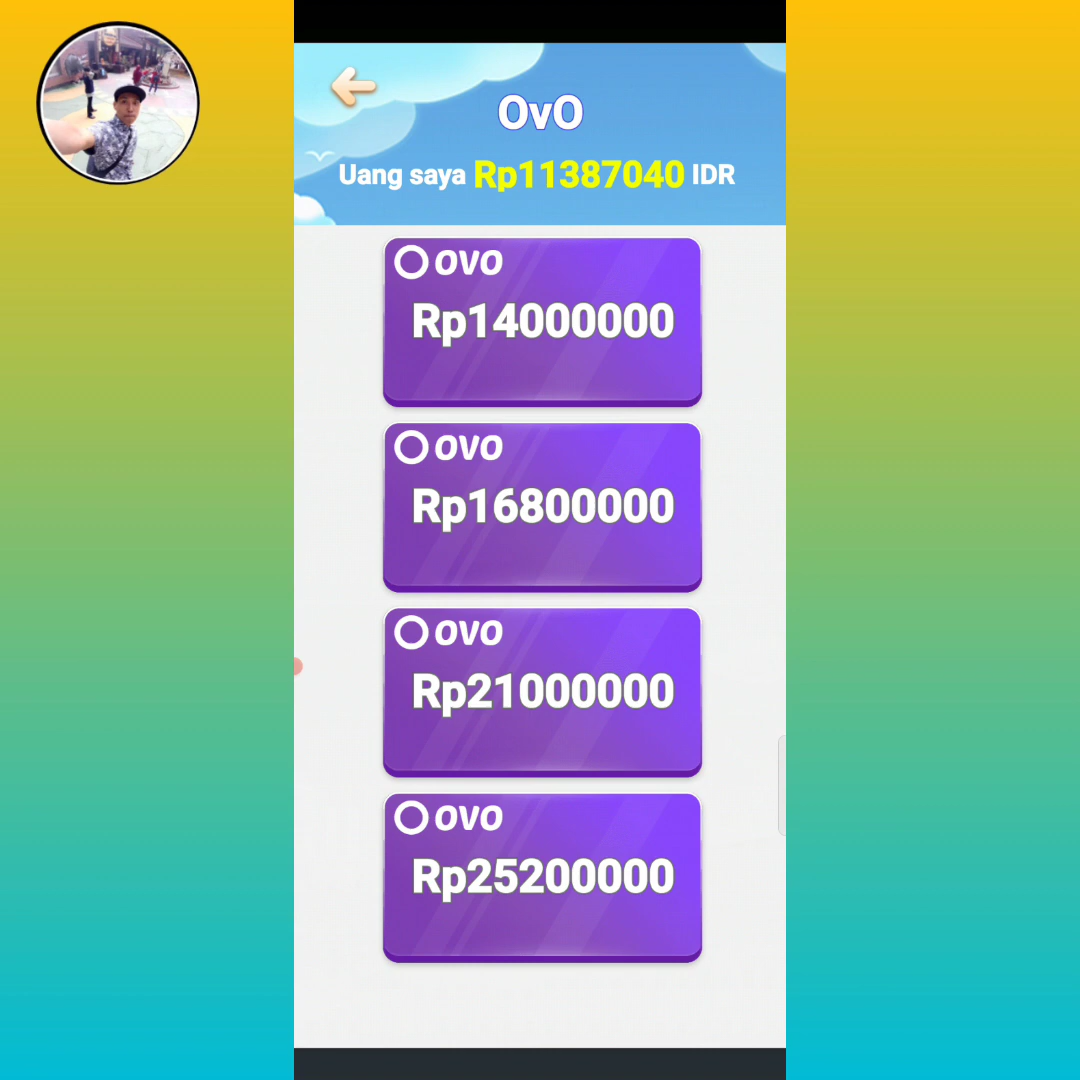 OvO
Uang saya Rp11387040 IDR
OVO
Rp14000000
OVO
Rp16800000
OVO
Rp21000000
OVO
Rp25200000